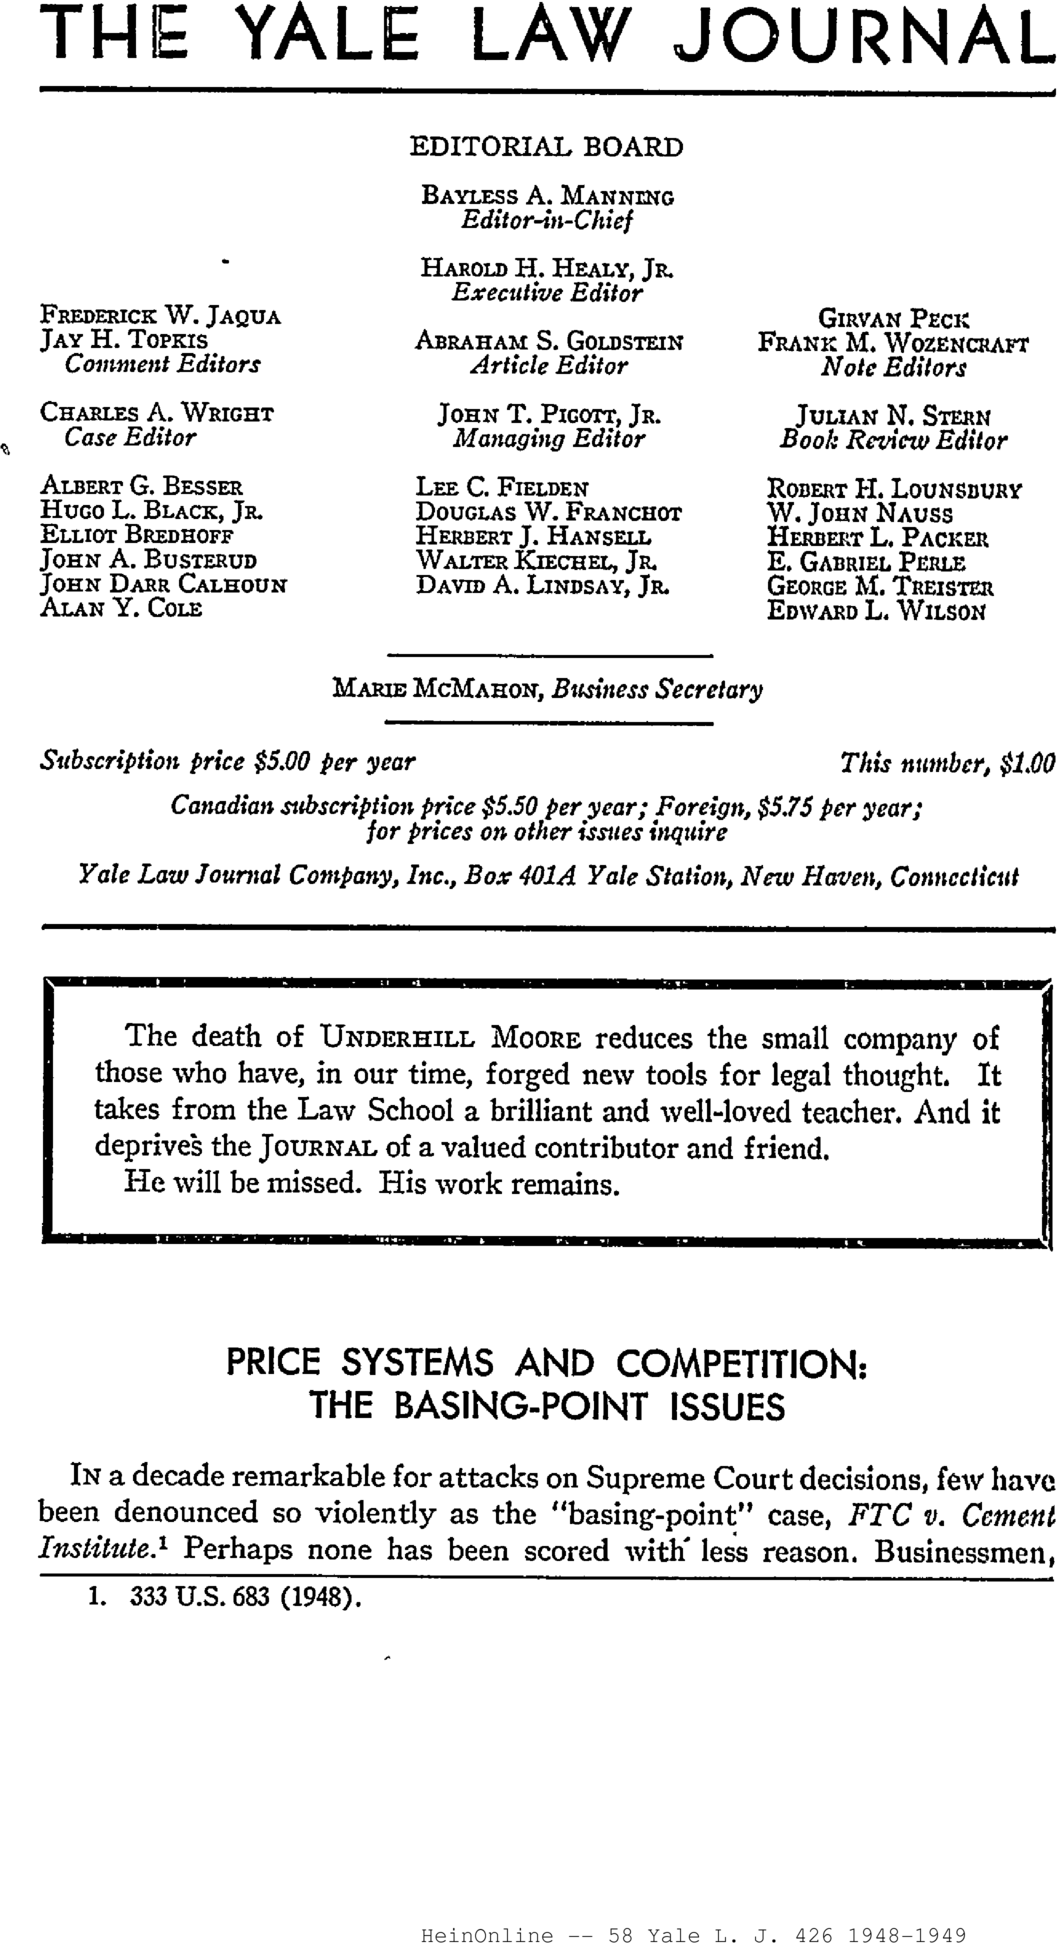 THE YALE LAW JOURNAL
EDITORIAL BOARD
BAYLESS A. MANNING
Editor-in-Chief
HAROLD H. HEALY, JR.
Executive Editor
FREDERICK W. JAQUA
JAY H. TOPKIS
Comment Editors
ABRAHAM S. GOLDSTEIN
Article Editor
GIRVAN PECK
FRANK M. WOZENCRAFT
Note Editors
CHARLES A. WRIGHT
Case Editor
JOHN T. PIGOTT, JR.
Managing Editor
JULIAN N. STERN
Book Review Editor
ALBERT G. BESSER
HUGO L. BLACK, JR.
ELLIOT BREDHOFF
JOHN A. BUSTERUD
JOHN DARR CALHOUN
ALAN Y. COLE
LEE C. FIELDEN
DOUGLAS W. FRANCHOT
HERBERT J. HANSELL
WALTER KIECHEL, JR.
DAVID A. LINDSAY, JR.
ROBERT H. LOUNSBURY
W. JOHN NAUSS
HERBERT L. PACKER
E. GABRIEL PERLE
GEORGE M. TREISTER
EDWARD L. WILSON
MARIE MCMAHON, Business Secretary
Subscription price $5.00 per year This number, $1.00
Canadian subscription price $5.50 per year; Foreign, $5.75 per year;
for prices on other issues inquire
Yale Law Journal Company, Inc., Box 401A Yale Station, New Haven, Connecticut
The death of UNDERHILL MOORE reduces the small company of
those who have, in our time, forged new tools for legal thought. It
takes from the Law School a brilliant and well-loved teacher. And it
deprives the JOURNAL of a valued contributor and friend.
He will be missed. His work remains.
PRICE SYSTEMS AND COMPETITION:
THE BASING-POINT ISSUES
IN a decade remarkable for attacks on Supreme Court decisions, few have
been denounced so violently as the "basing-point" case, FTC v. Cement
Institute.1 Perhaps none has been scored with less reason. Businessmen,
1. 333 U.S. 683 (1948).
HeinOnline -- 58 Yale L. J. 426 1948-1949